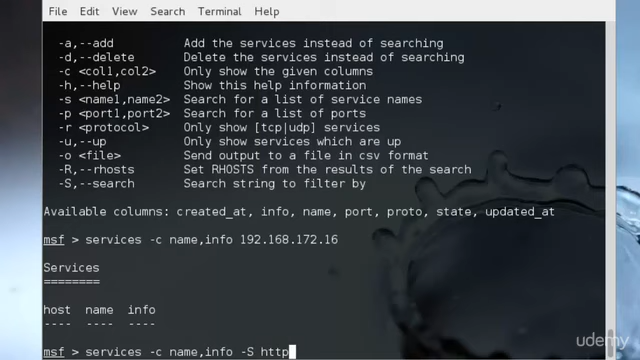 File Edit View Search Terminal Help
-a,--add Add the services instead of searching
-d,--delete Delete the services instead of searching
-c <col1,col2> Only show the given columns
-h,--help Show this help information
-s <name1,name2> Search for a list of service names
-p <port1,port2> Search for a list of ports
-r <protocol> Only show [tcp|udp] services
-u,--up Only show services which are up
-o <file> Send output to a file in csv format
-R,--rhosts Set RHOSTS from the results of the search
-S,--search Search string to filter by
Available columns: created_at, info, name, port, proto, state, updated_at
msf > services -c name,info 192.168.172.16
Services
========
host name info
---- ---- ----
msf > services -c name,info -S http
udemy